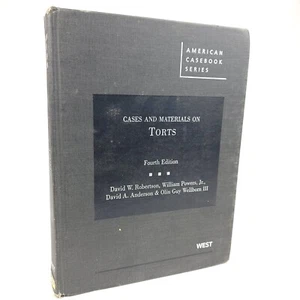 AMERICAN
CASEBOOK
SERIES
CASES AND MATERIALS ON
TORTS
Fourth Edition
David W. Robertson, William Powers, Jr.,
David A. Anderson & Olin Guy Wellborn III
WEST